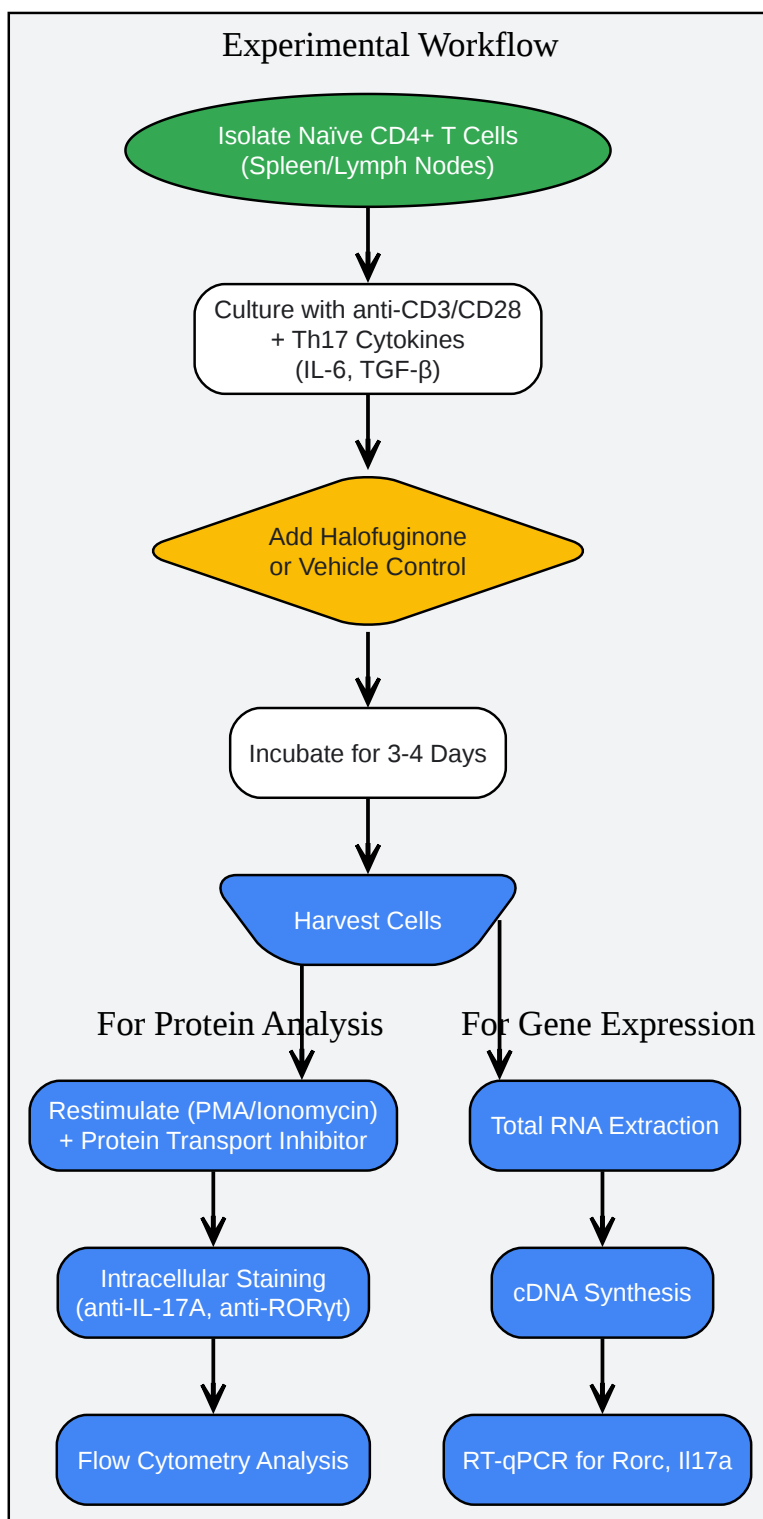 Experimental Workflow
Isolate Naïve CD4+ T Cells
(Spleen/Lymph Nodes)
Culture with anti-CD3/CD28
+ Th17 Cytokines
(IL-6, TGF-β)
Add Halofuginone
or Vehicle Control
Incubate for 3-4 Days
Harvest Cells
For Protein Analysis
Restimulate (PMA/Ionomycin)
+ Protein Transport Inhibitor
Intracellular Staining
(anti-IL-17A, anti-RORγt)
Flow Cytometry Analysis
For Gene Expression
Total RNA Extraction
cDNA Synthesis
RT-qPCR for Rorc, Il17a